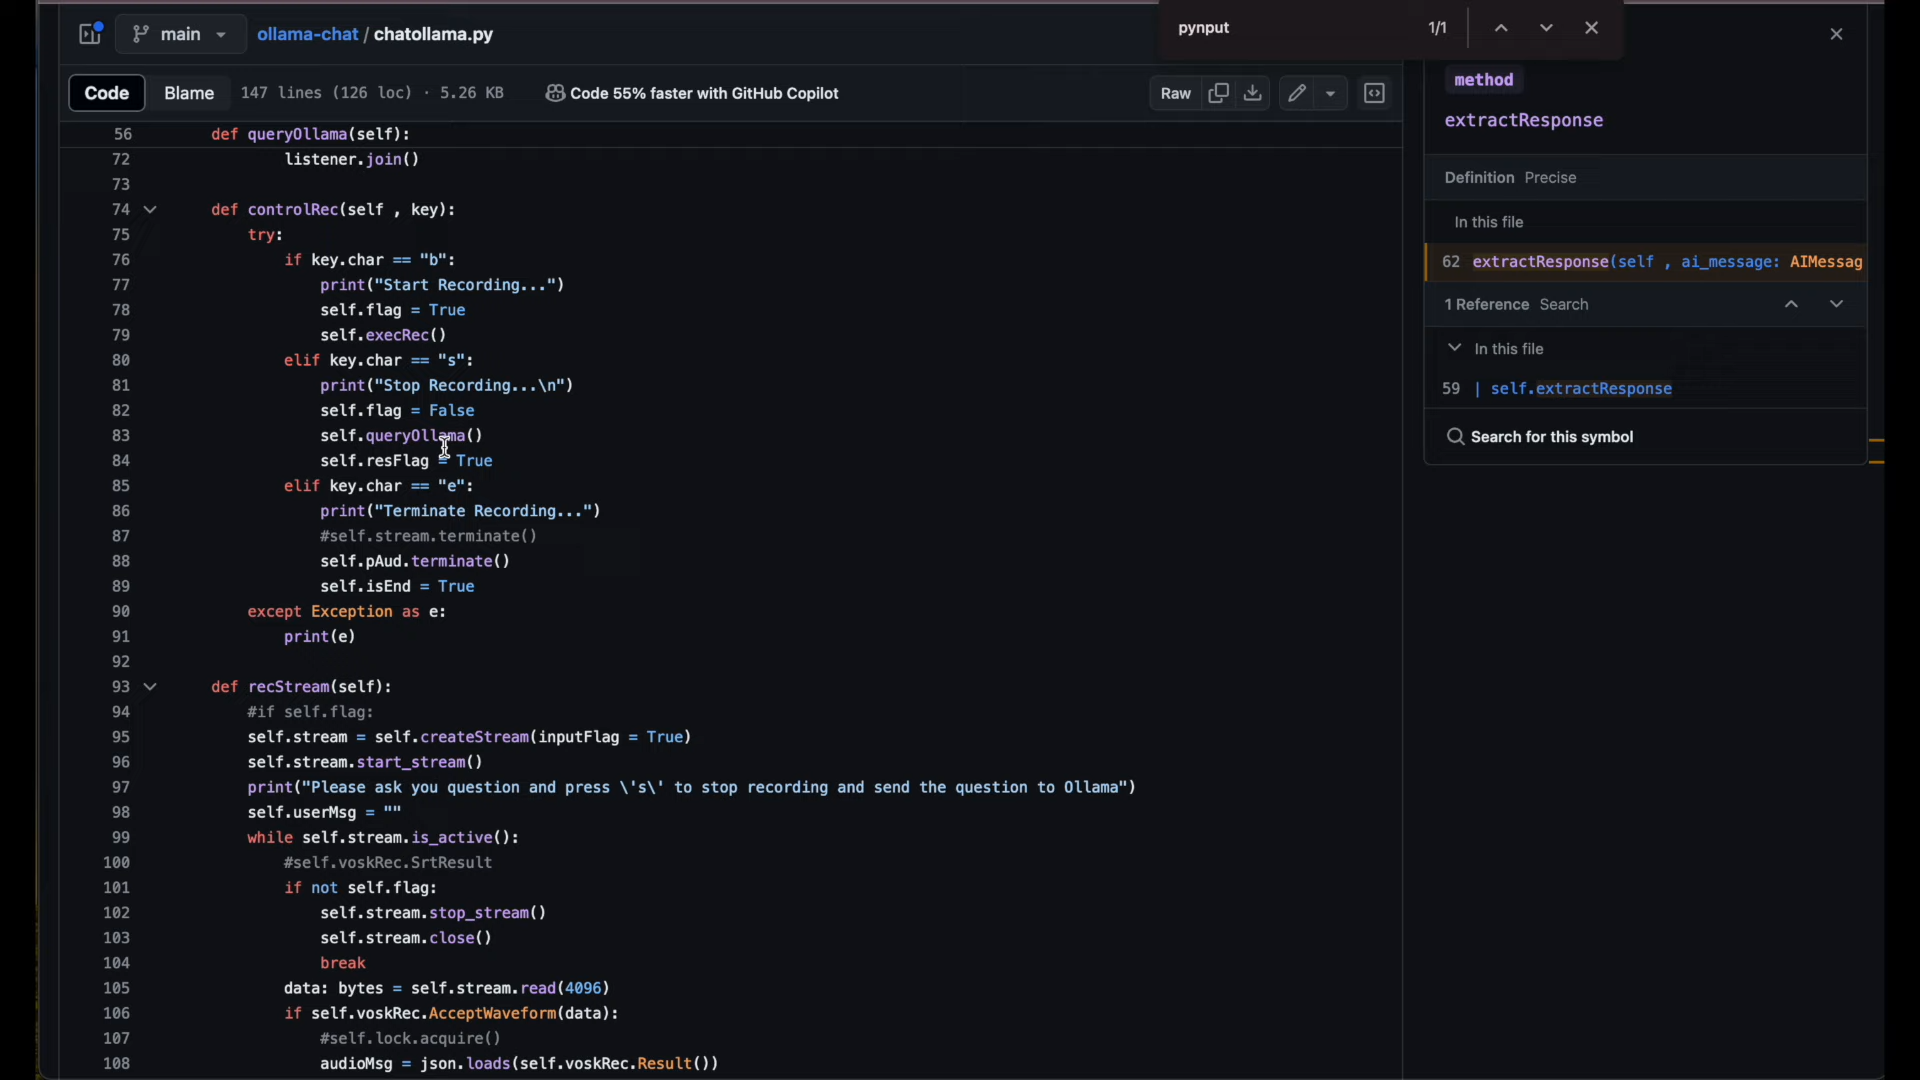 main
ollama-chat / chatollama.py
pynput
1/1
Code
Blame
147 lines (126 loc) · 5.26 KB
Code 55% faster with GitHub Copilot
Raw
56 def queryOllama(self):
72 listener.join()
73
74 def controlRec(self , key):
75 try:
76 if key.char == "b":
77 print("Start Recording...")
78 self.flag = True
79 self.execRec()
80 elif key.char == "s":
81 print("Stop Recording...\n")
82 self.flag = False
83 self.queryOllama()
84 self.resFlag = True
85 elif key.char == "e":
86 print("Terminate Recording...")
87 #self.stream.terminate()
88 self.pAud.terminate()
89 self.isEnd = True
90 except Exception as e:
91 print(e)
92
93 def recStream(self):
94 #if self.flag:
95 self.stream = self.createStream(inputFlag = True)
96 self.stream.start_stream()
97 print("Please ask you question and press \'s\' to stop recording and send the question to Ollama")
98 self.userMsg = ""
99 while self.stream.is_active():
100 #self.voskRec.SrtResult
101 if not self.flag:
102 self.stream.stop_stream()
103 self.stream.close()
104 break
105 data: bytes = self.stream.read(4096)
106 if self.voskRec.AcceptWaveform(data):
107 #self.lock.acquire()
108 audioMsg = json.loads(self.voskRec.Result())
method
extractResponse
Definition Precise
In this file
62 extractResponse(self , ai_message: AIMessag
1 Reference Search
In this file
59 | self.extractResponse
Search for this symbol